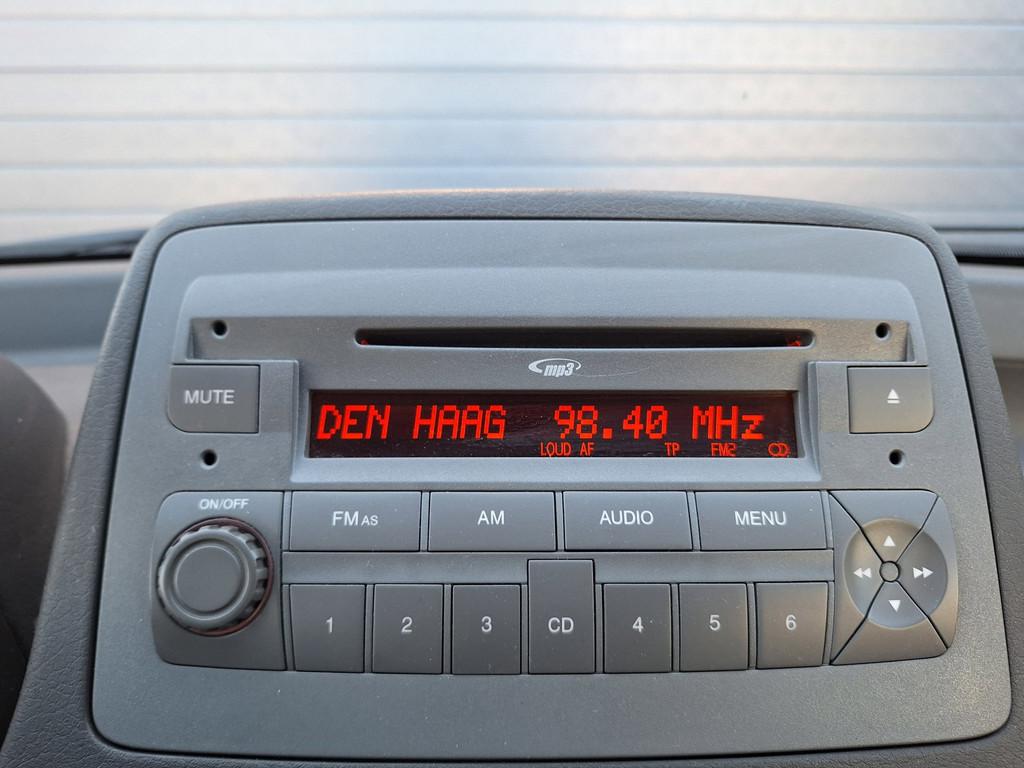 mp3
MUTE
DEN HAAG 98.40 MHz
LOUD AF TP FM2
ON/OFF
FM AS AM AUDIO MENU
1 2 3 CD 4 5 6